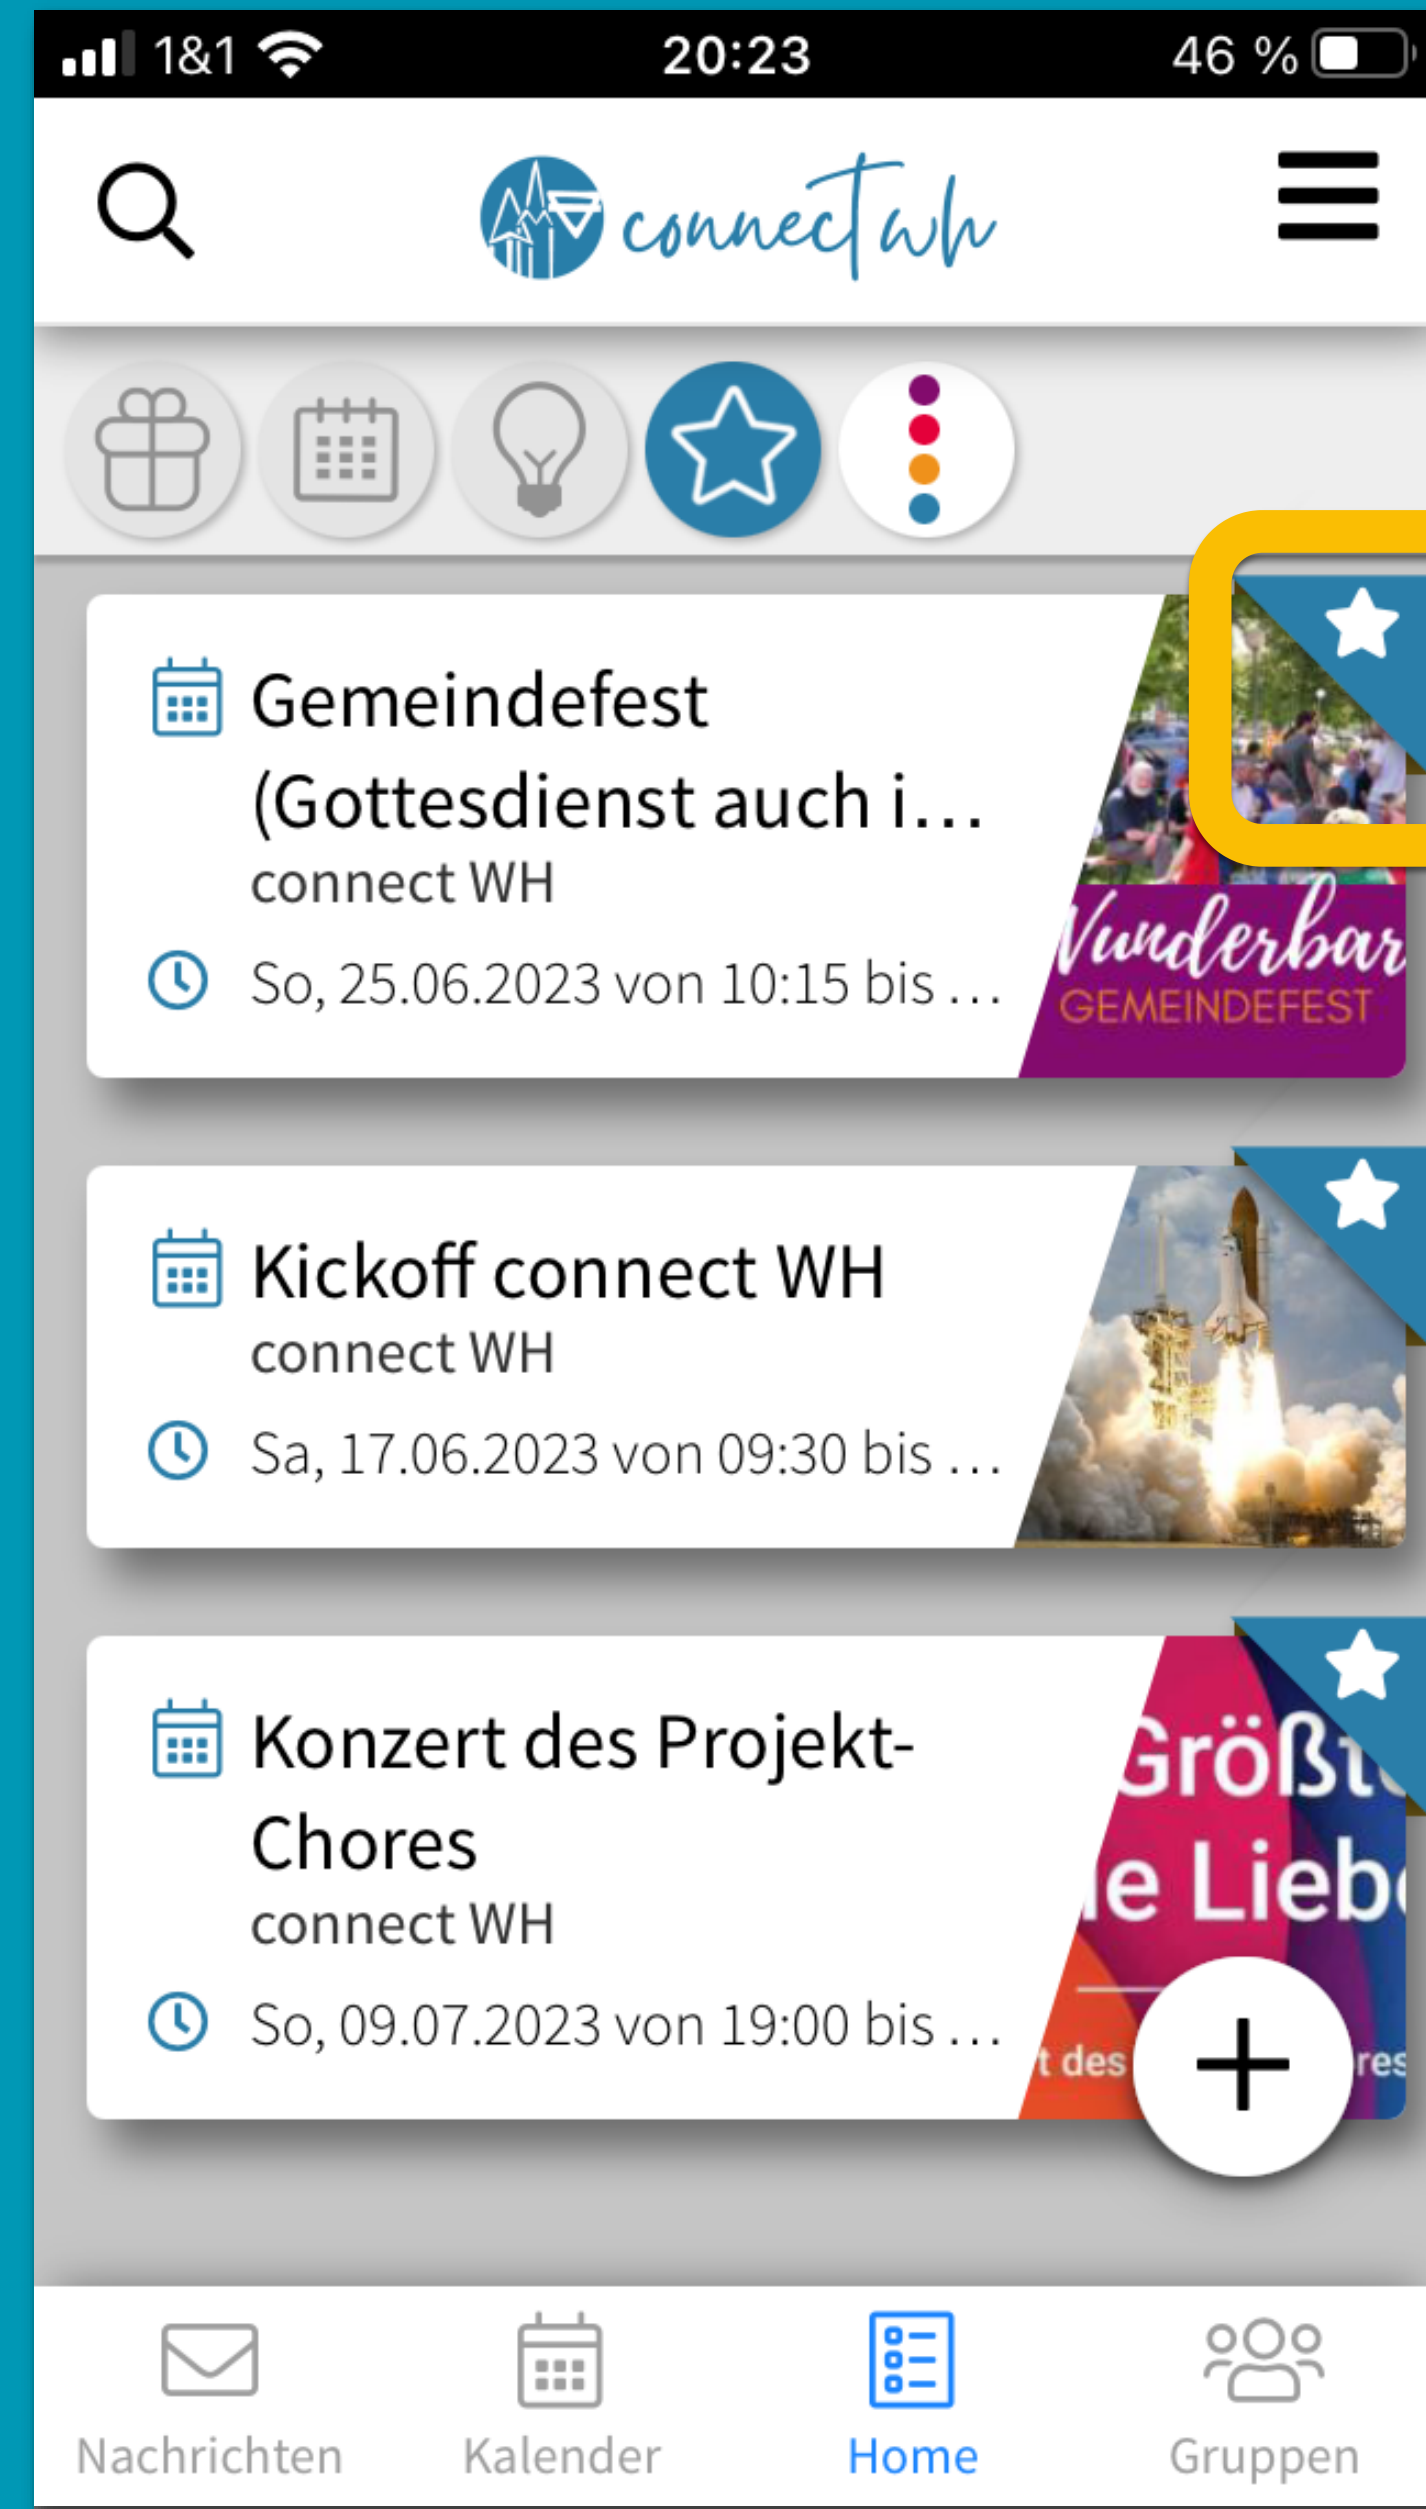 1&1
20:23
46 %
connect wh
Gemeindefest
(Gottesdienst auch i...
connect WH
So, 25.06.2023 von 10:15 bis ...
Wunderbar
GEMEINDEFEST
Kickoff connect WH
connect WH
Sa, 17.06.2023 von 09:30 bis ...
Konzert des Projekt-
Chores
connect WH
So, 09.07.2023 von 19:00 bis ...
Größt
e Lieb
t des
res
Nachrichten
Kalender
Home
Gruppen